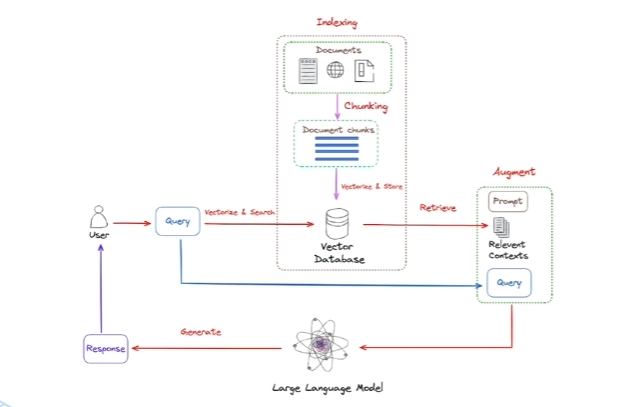 Indexing
Documents
Chunking
Document chunks
Vectorize & Store
Augment
Prompt
Relevent
Contexts
Query
User
Query
Vectorize & Search
Vector
Database
Retrieve
Response
Generate
Large Language Model